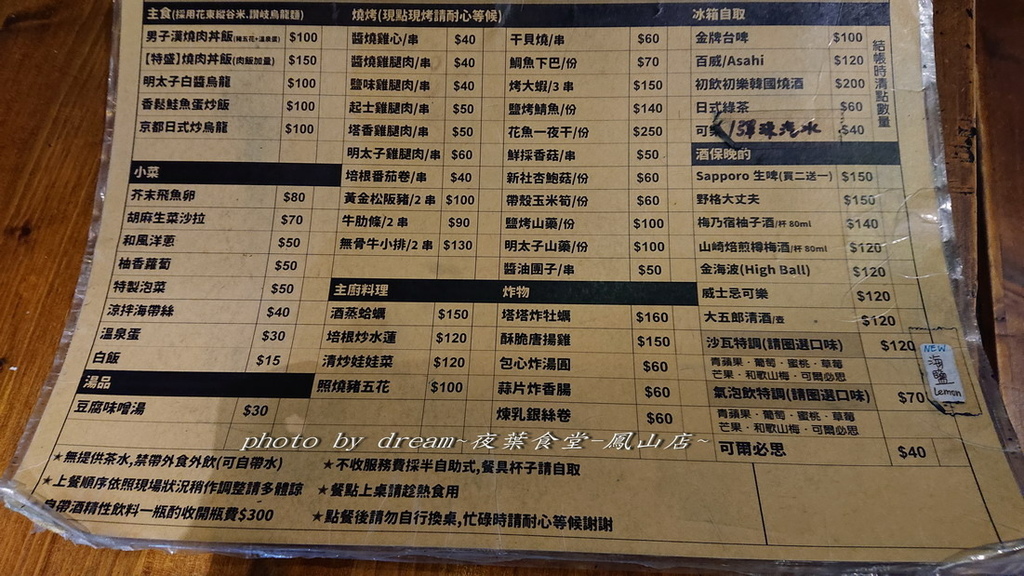 主食(採用花東縱谷米.讚岐烏龍麵)
男子漢燒肉丼飯(豬五花+溫泉蛋) $100
【特盛】燒肉丼飯(肉飯加量) $150
明太子白醬烏龍 $100
香鬆鮭魚蛋炒飯 $100
京都日式炒烏龍 $100
小菜
芥末飛魚卵 $80
胡麻生菜沙拉 $70
和風洋蔥 $50
柚香蘿蔔 $50
特製泡菜 $50
涼拌海帶絲 $40
溫泉蛋 $30
白飯 $15
湯品
豆腐味噌湯 $30
燒烤(現點現烤請耐心等候)
醬燒雞心/串 $40
醬燒雞腿肉/串 $40
鹽味雞腿肉/串 $40
起士雞腿肉/串 $50
塔香雞腿肉/串 $50
明太子雞腿肉/串 $60
培根番茄卷/串 $40
黃金松阪豬/2 串 $100
牛肋條/2 串 $90
無骨牛小排/2 串 $130
干貝燒/串 $60
鯛魚下巴/份 $70
烤大蝦/3 串 $150
鹽烤鯖魚/份 $140
花魚一夜干/份 $250
鮮採香菇/串 $50
新社杏鮑菇/份 $60
帶殼玉米筍/份 $60
鹽烤山藥/份 $100
明太子山藥/份 $100
醬油團子/串 $50
主廚料理
酒蒸蛤蠣 $150
培根炒水蓮 $120
清炒娃娃菜 $120
照燒豬五花 $100
炸物
塔塔炸牡蠣 $160
酥脆唐揚雞 $150
包心炸湯圓 $60
蒜片炸香腸 $60
煉乳銀絲卷 $60
冰箱自取
金牌台啤 $100
百威/Asahi $120
初飲初樂韓國燒酒 $200
日式綠茶 $60
可樂/彈珠汽水 $40
結帳時清點數量
酒保晚酌
Sapporo 生啤(買二送一) $150
野格大丈夫 $150
梅乃宿柚子酒/杯 80ml $140
山崎焙煎樽梅酒/杯 80ml $120
金海波(High Ball) $120
威士忌可樂 $120
大五郎清酒/壺 $120
沙瓦特調(請圈選口味) $120
青蘋果·葡萄·蜜桃·草莓
芒果·和歌山梅·可爾必思
NEW
海鹽
Lemon
氣泡飲特調(請圈選口味) $70
青蘋果·葡萄·蜜桃·草莓
芒果·和歌山梅·可爾必思
可爾必思 $40
photo by dream~夜葉食堂-鳳山店~
★無提供茶水,禁帶外食外飲(可自帶水)
★上餐順序依照現場狀況稍作調整請多體諒
自帶酒精性飲料一瓶酌收開瓶費$300
★不收服務費採半自助式,餐具杯子請自取
★餐點上桌請趁熱食用
★點餐後請勿自行換桌,忙碌時請耐心等候謝謝